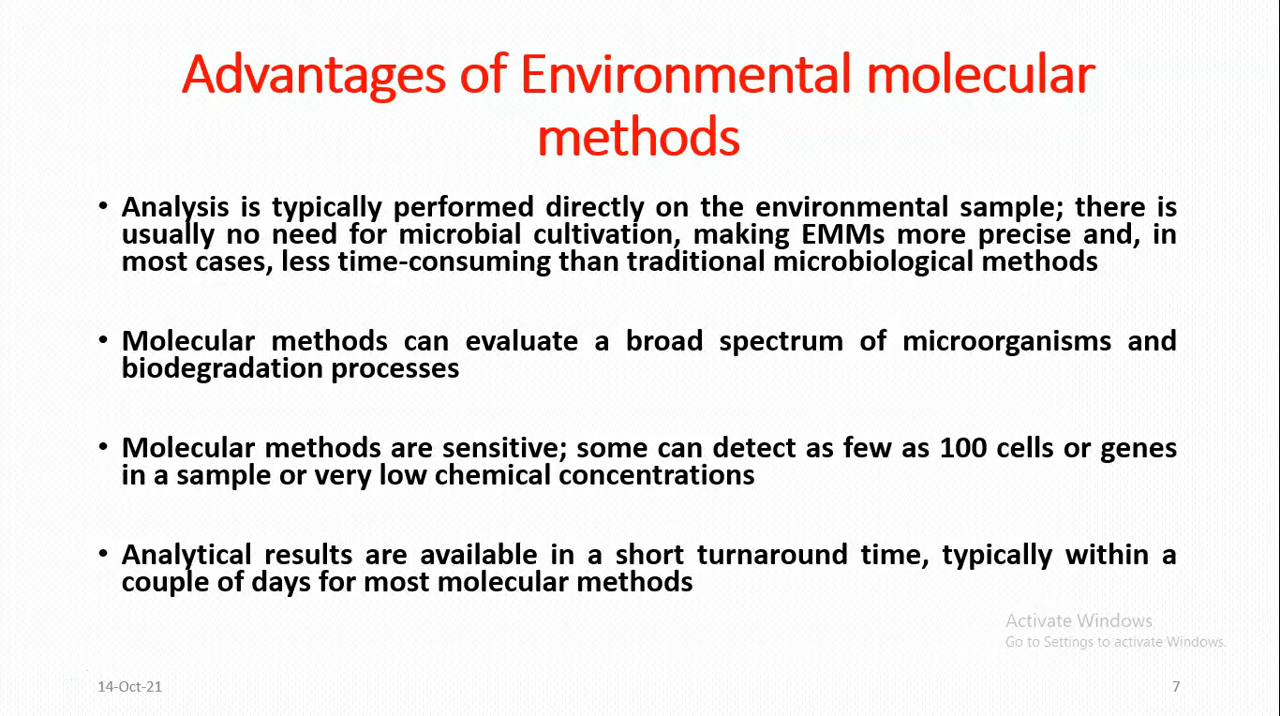 Advantages of Environmental molecular
methods
• Analysis is typically performed directly on the environmental sample; there is
usually no need for microbial cultivation, making EMMs more precise and, in
most cases, less time-consuming than traditional microbiological methods
• Molecular methods can evaluate a broad spectrum of microorganisms and
biodegradation processes
• Molecular methods are sensitive; some can detect as few as 100 cells or genes
in a sample or very low chemical concentrations
• Analytical results are available in a short turnaround time, typically within a
couple of days for most molecular methods
Activate Windows
Go to Settings to activate Windows.
14-Oct-21
7